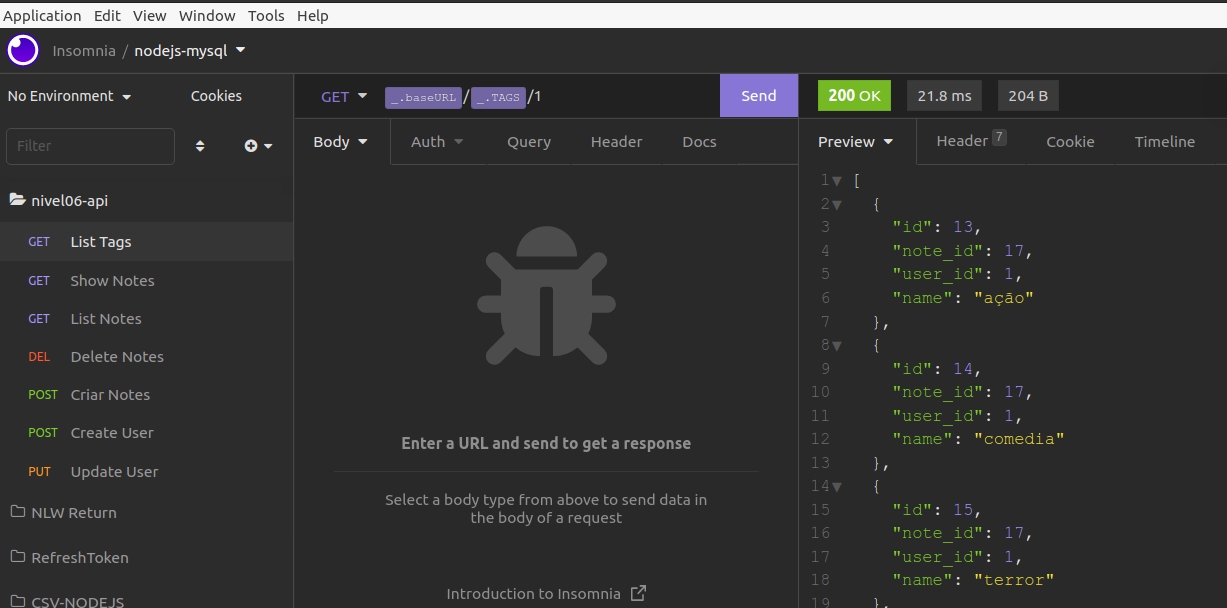 Application Edit View Window Tools Help
Insomnia / nodejs-mysql
No Environment Cookies
Filter
nivel06-api
GET List Tags
GET Show Notes
GET List Notes
DEL Delete Notes
POST Criar Notes
POST Create User
PUT Update User
NLW Return
RefreshToken
CSV-NODEJS
GET _.baseURL/_.TAGS/1 Send
Body Auth Query Header Docs
Enter a URL and send to get a response
Select a body type from above to send data in
the body of a request
Introduction to Insomnia
200 OK 21.8 ms 204 B
Preview Header 7 Cookie Timeline
1 [
2 {
3 "id": 13,
4 "note_id": 17,
5 "user_id": 1,
6 "name": "ação"
7 },
8 {
9 "id": 14,
10 "note_id": 17,
11 "user_id": 1,
12 "name": "comedia"
13 },
14 {
15 "id": 15,
16 "note_id": 17,
17 "user_id": 1,
18 "name": "terror"
19 },